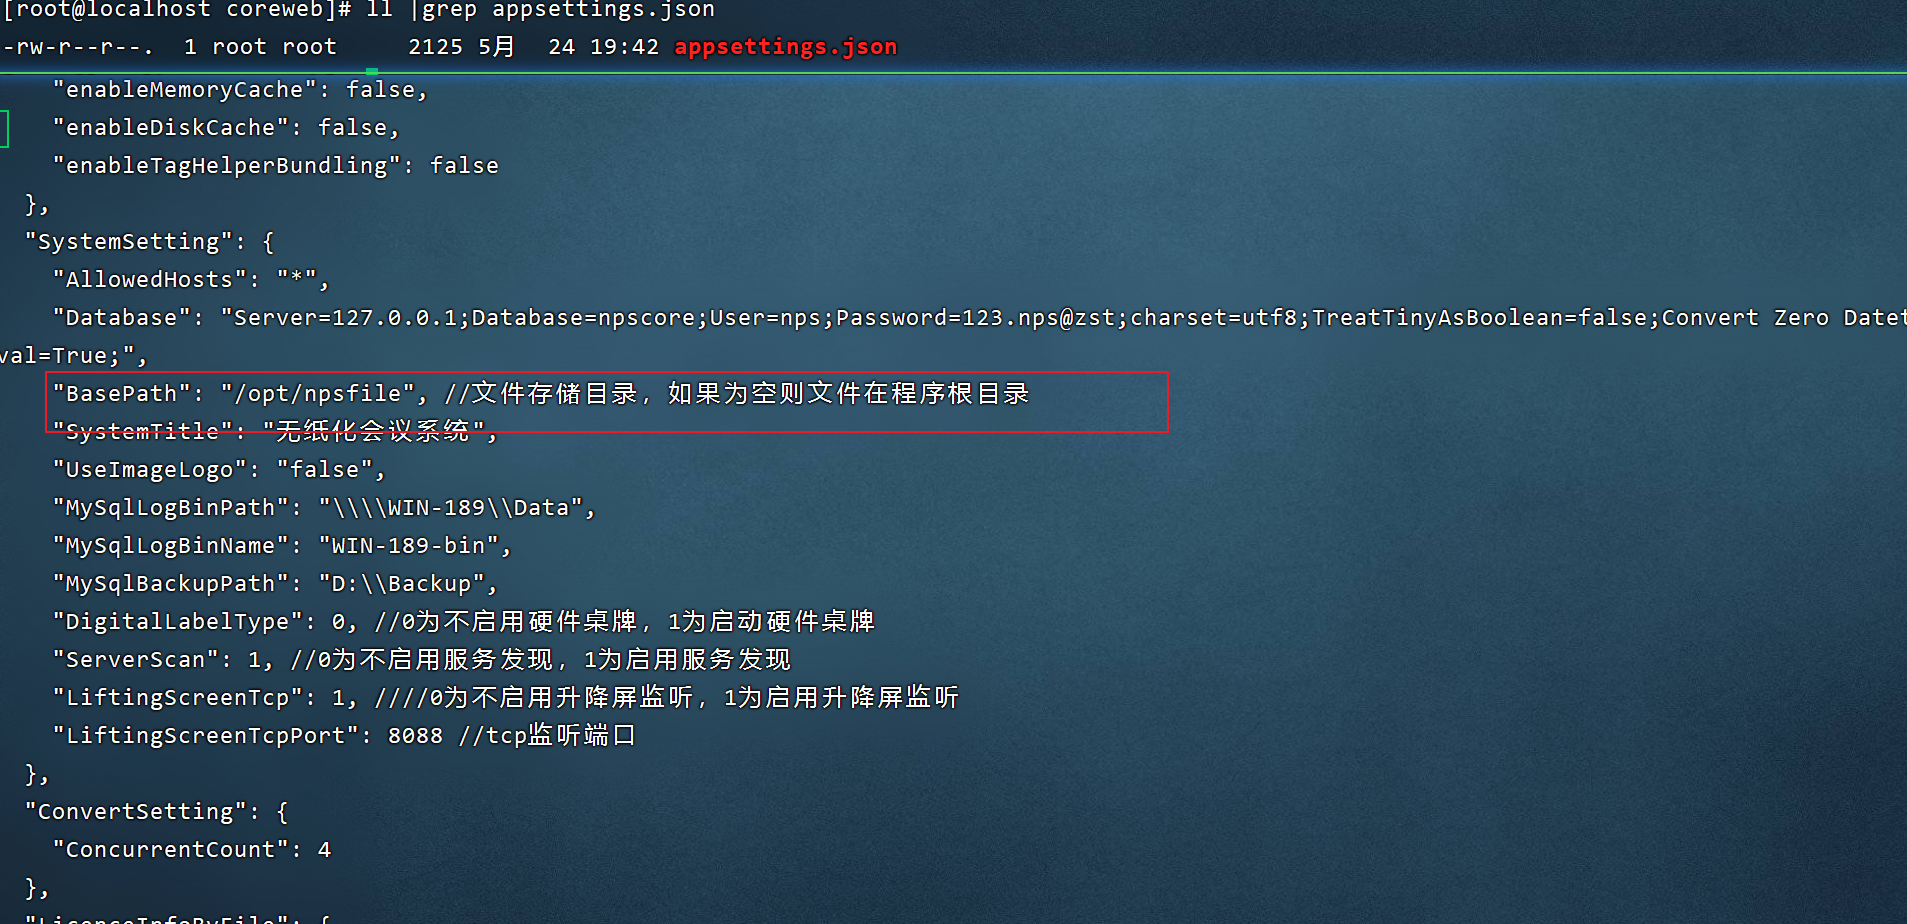 [root@localhost coreweb]# ll |grep appsettings.json
-rw-r--r--. 1 root root 2125 5月 24 19:42 appsettings.json
"enableMemoryCache": false,
"enableDiskCache": false,
"enableTagHelperBundling": false
},
"SystemSetting": {
"AllowedHosts": "*",
"Database": "Server=127.0.0.1;Database=npscore;User=nps;Password=123.nps@zst;charset=utf8;TreatTinyAsBoolean=false;Convert Zero Datet
val=True;",
"BasePath": "/opt/npsfile", //文件存储目录，如果为空则文件在程序根目录
"SystemTitle": "无纸化会议系统",
"UseImageLogo": "false",
"MySqlLogBinPath": "\\\\WIN-189\\Data",
"MySqlLogBinName": "WIN-189-bin",
"MySqlBackupPath": "D:\\Backup",
"DigitalLabelType": 0, //0为不启用硬件桌牌，1为启动硬件桌牌
"ServerScan": 1, //0为不启用服务发现，1为启用服务发现
"LiftingScreenTcp": 1, ////0为不启用升降屏监听，1为启用升降屏监听
"LiftingScreenTcpPort": 8088 //tcp监听端口
},
"ConvertSetting": {
"ConcurrentCount": 4
},
"LicenseInfoByFile": {